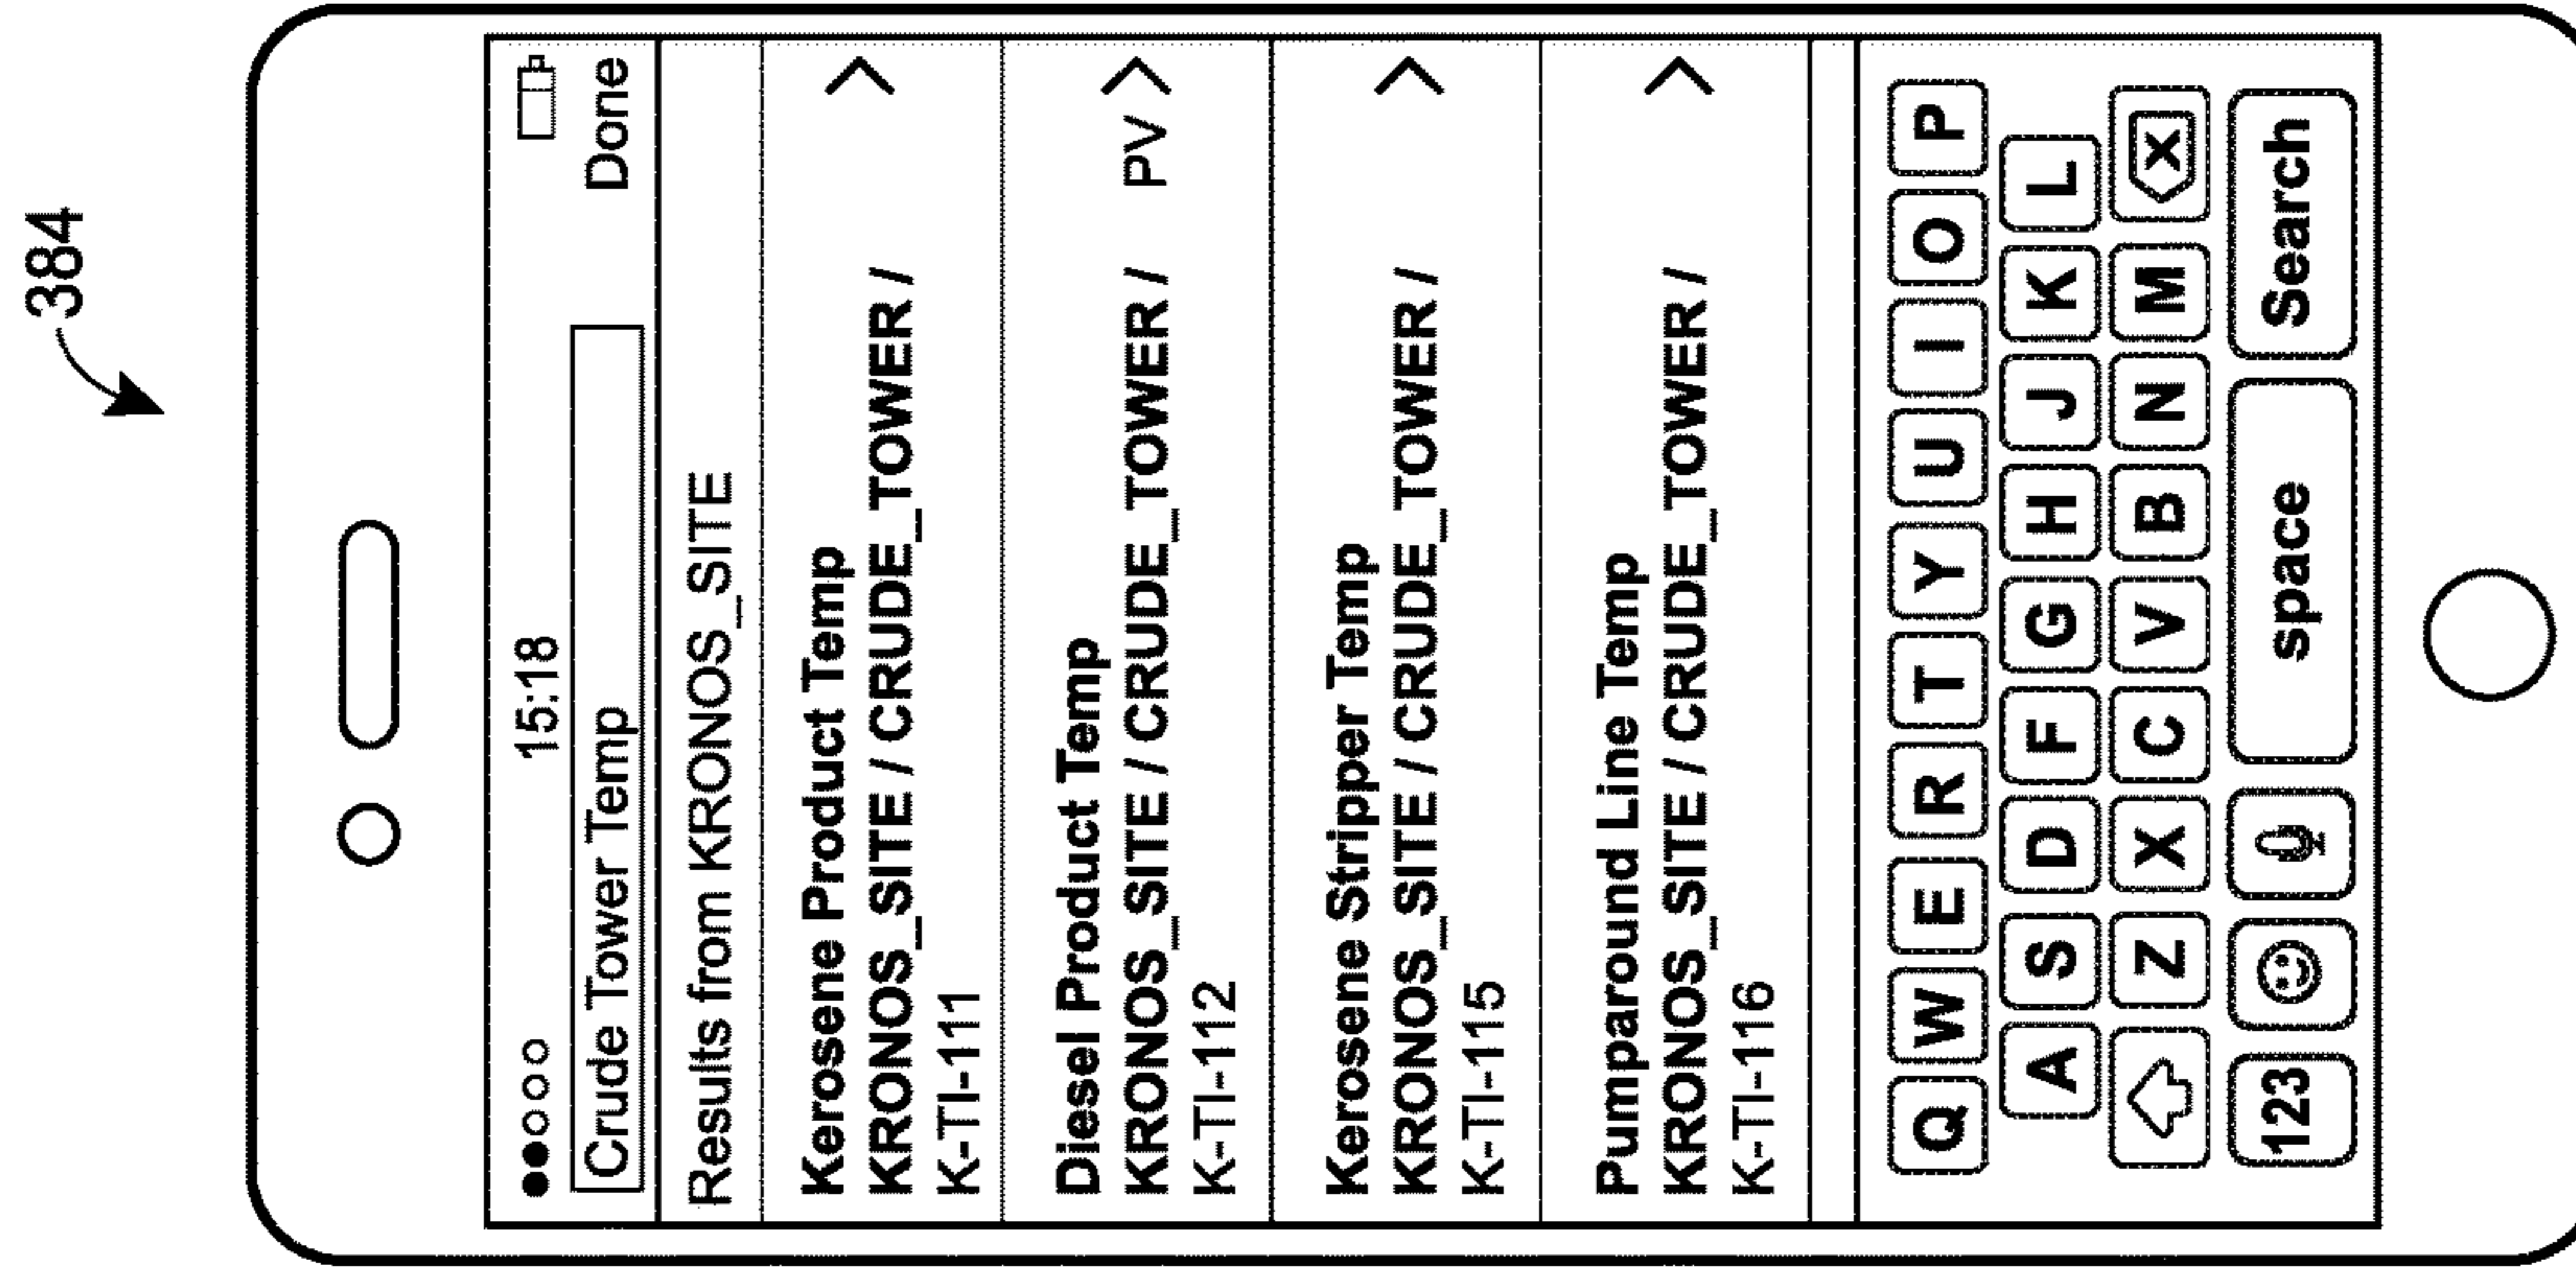 384
15:18
Crude Tower Temp Done
Results from KRONOS_SITE
Kerosene Product Temp
KRONOS_SITE / CRUDE_TOWER / >
K-TI-111
Diesel Product Temp
KRONOS_SITE / CRUDE_TOWER / PV >
K-TI-112
Kerosene Stripper Temp
KRONOS_SITE / CRUDE_TOWER / >
K-TI-115
Pumparound Line Temp
KRONOS_SITE / CRUDE_TOWER / >
K-TI-116
Q W E R T Y U I O P
A S D F G H J K L
Z X C V B N M X
123 space Search